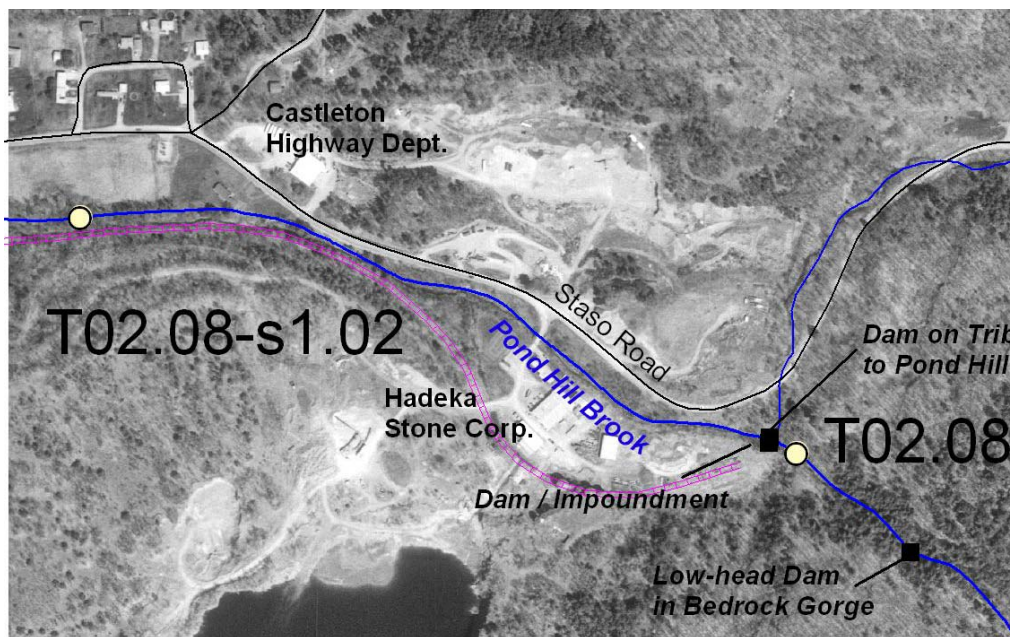 Castleton
Highway Dept.
Staso Road
T02.08-s1.02
Pond Hill Brook
Dam on Trib
to Pond Hill
Hadeka
Stone Corp.
T02.08
Dam / Impoundment
Low-head Dam
in Bedrock Gorge